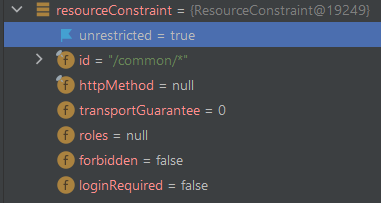 resourceConstraint = {ResourceConstraint@19249}
unrestricted = true
f id = "/common/*"
f httpMethod = null
f transportGuarantee = 0
f roles = null
f forbidden = false
f loginRequired = false